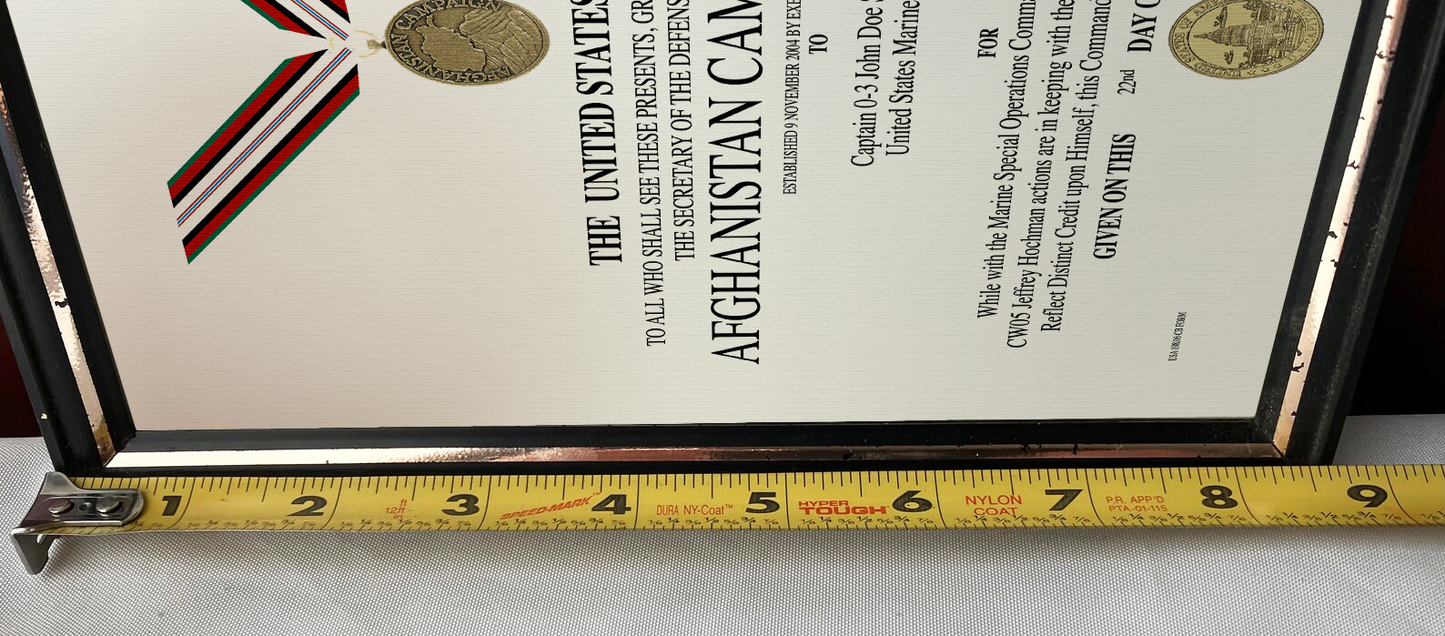 AFGHANISTAN CAMPAIGN
THE UNITED STATES
TO ALL WHO SHALL SEE THESE PRESENTS, GR
THE SECRETARY OF THE DEFENS
AFGHANISTAN CAM
ESTABLISHED 9 NOVEMBER 2004 BY EXE
TO
Captain 0-3 John Doe S
United States Marine
FOR
While with the Marine Special Operations Comma
CW05 Jeffrey Hochman actions are in keeping with the
Reflect Distinct Credit upon Himself, this Command
GIVEN ON THIS 22nd DAY O
1 2 12ft 3 SPEED-MARK™ 4 DURA NY-Coat™ 5 HYPER TOUGH 6 NYLON COAT 7 P.R. APP'D PTA-01-115 8 9